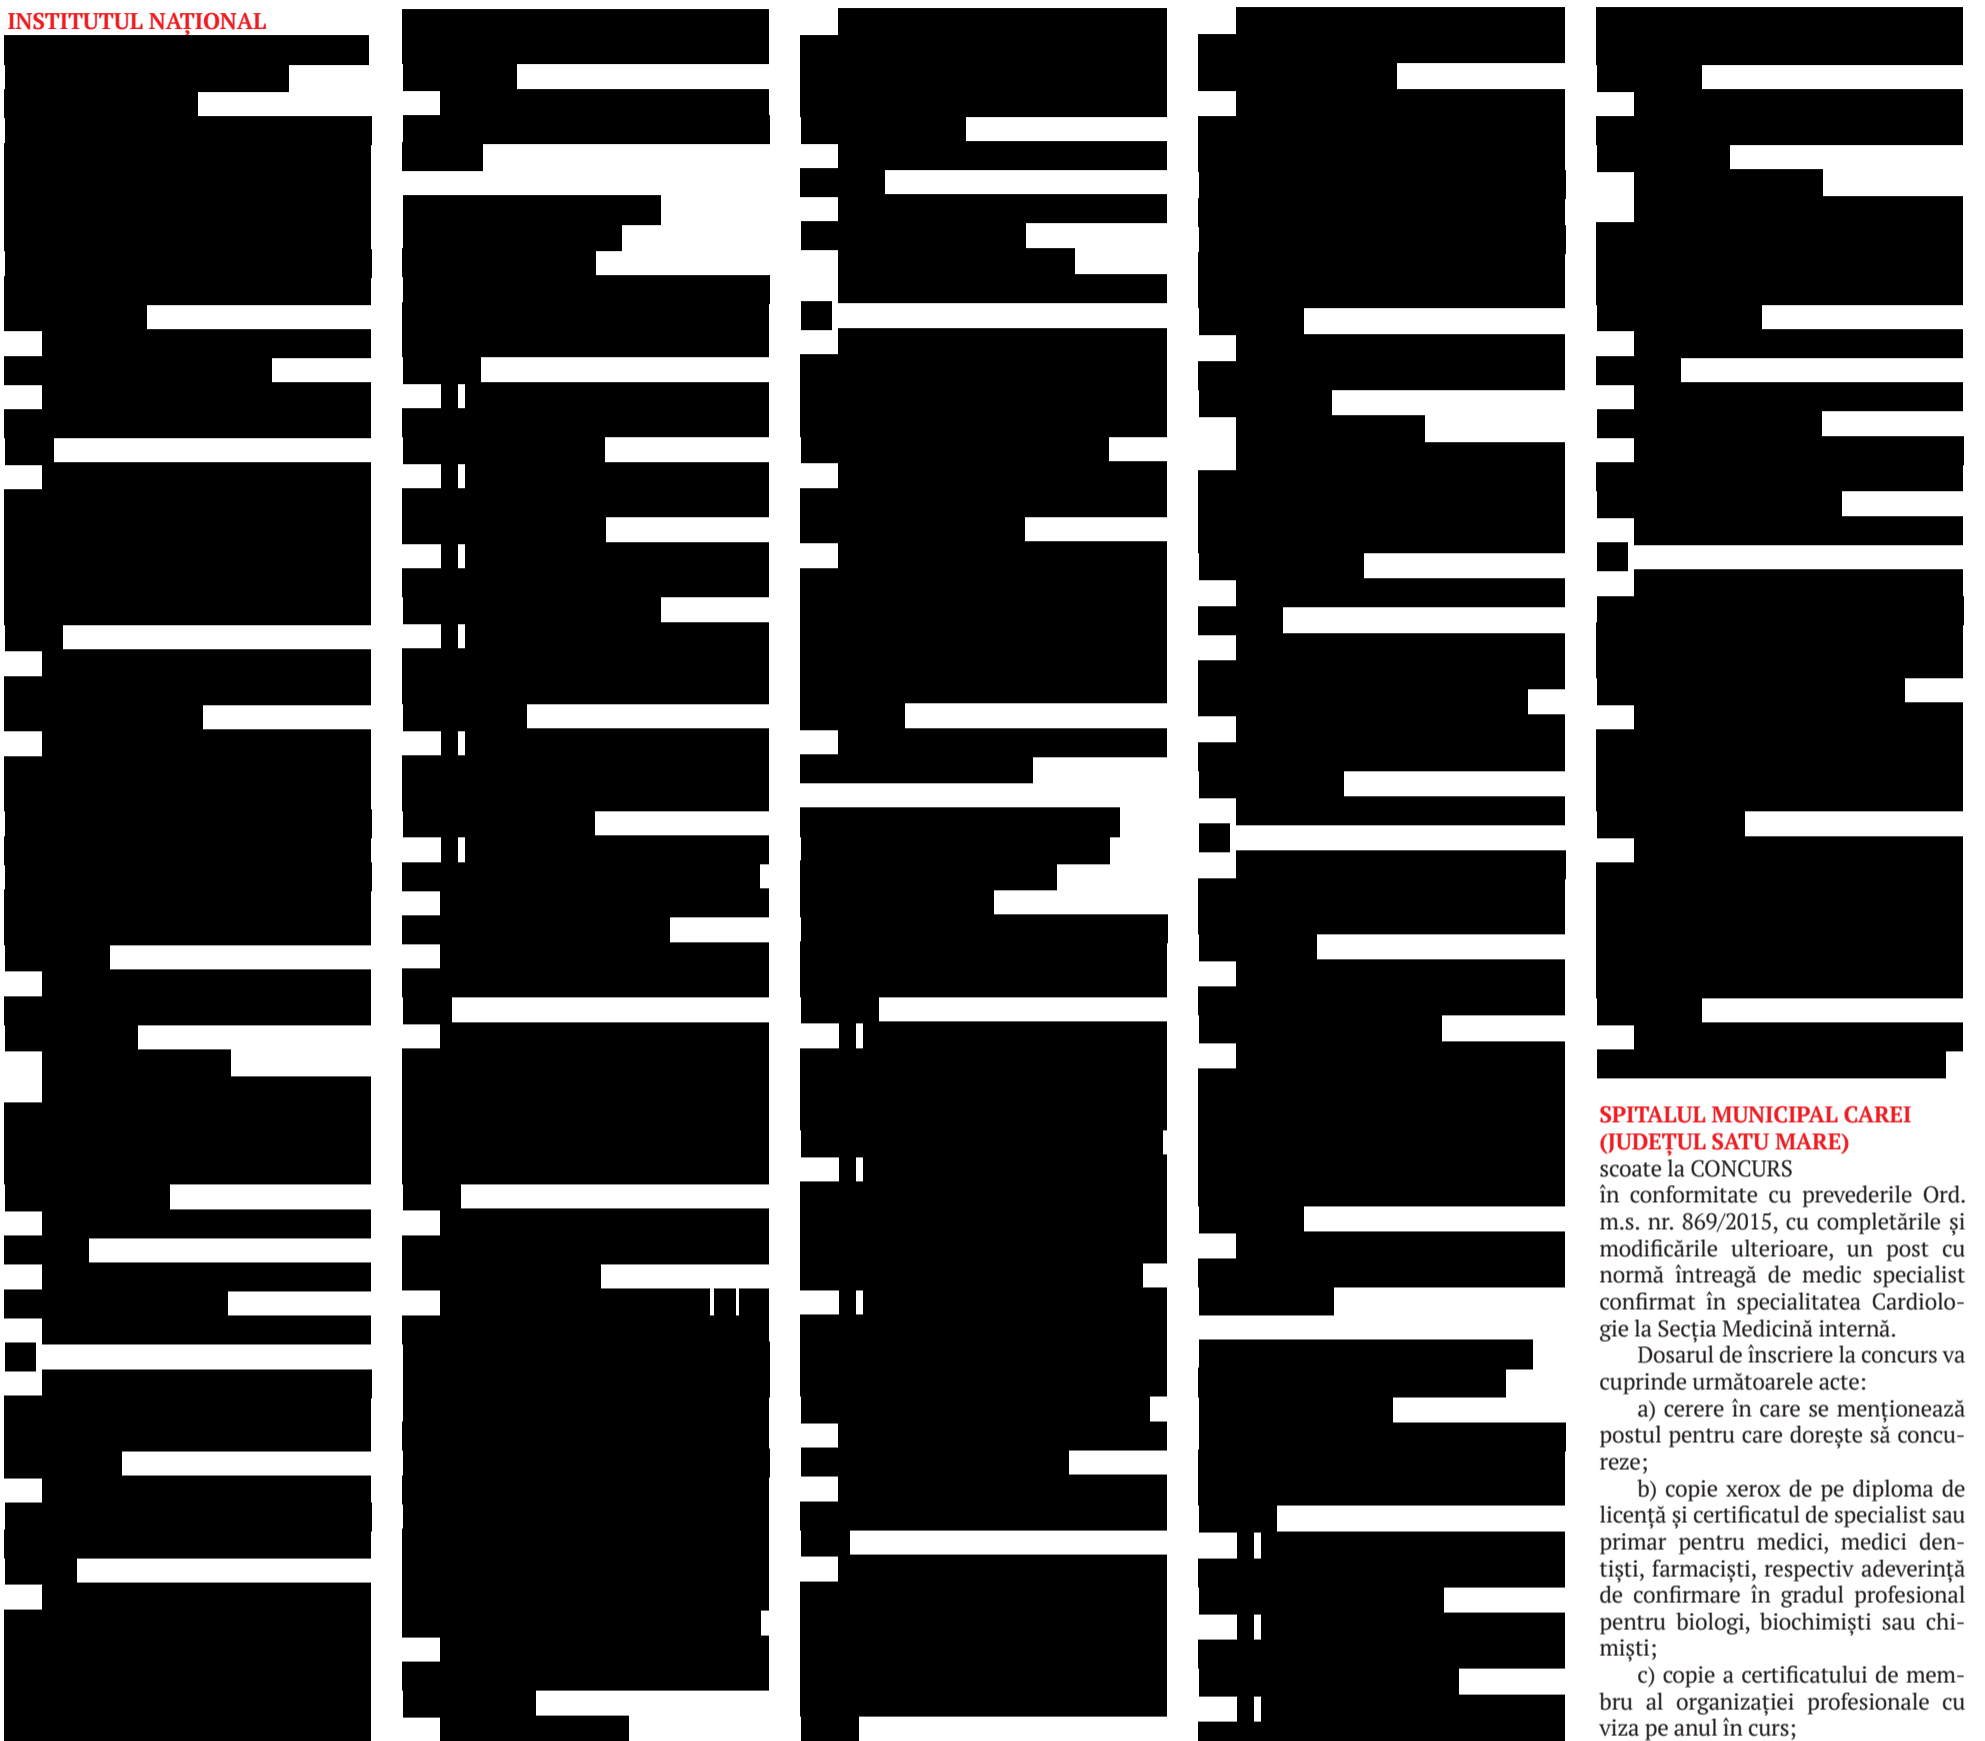 INSTITUTUL NAȚIONAL
SPITALUL MUNICIPAL CAREI
(JUDEȚUL SATU MARE)
scoate la CONCURS
în conformitate cu prevederile Ord.
m.s. nr. 869/2015, cu completările și
modificările ulterioare, un post cu
normă întreagă de medic specialist
confirmat în specialitatea Cardiolo-
gie la Secția Medicină internă.
Dosarul de înscriere la concurs va
cuprinde următoarele acte:
a) cerere în care se menționează
postul pentru care dorește să concu-
reze;
b) copie xerox de pe diploma de
licență și certificatul de specialist sau
primar pentru medici, medici den-
tiști, farmaciști, respectiv adeverință
de confirmare în gradul profesional
pentru biologi, biochimiști sau chi-
miști;
c) copie a certificatului de mem-
bru al organizației profesionale cu
viza pe anul în curs;